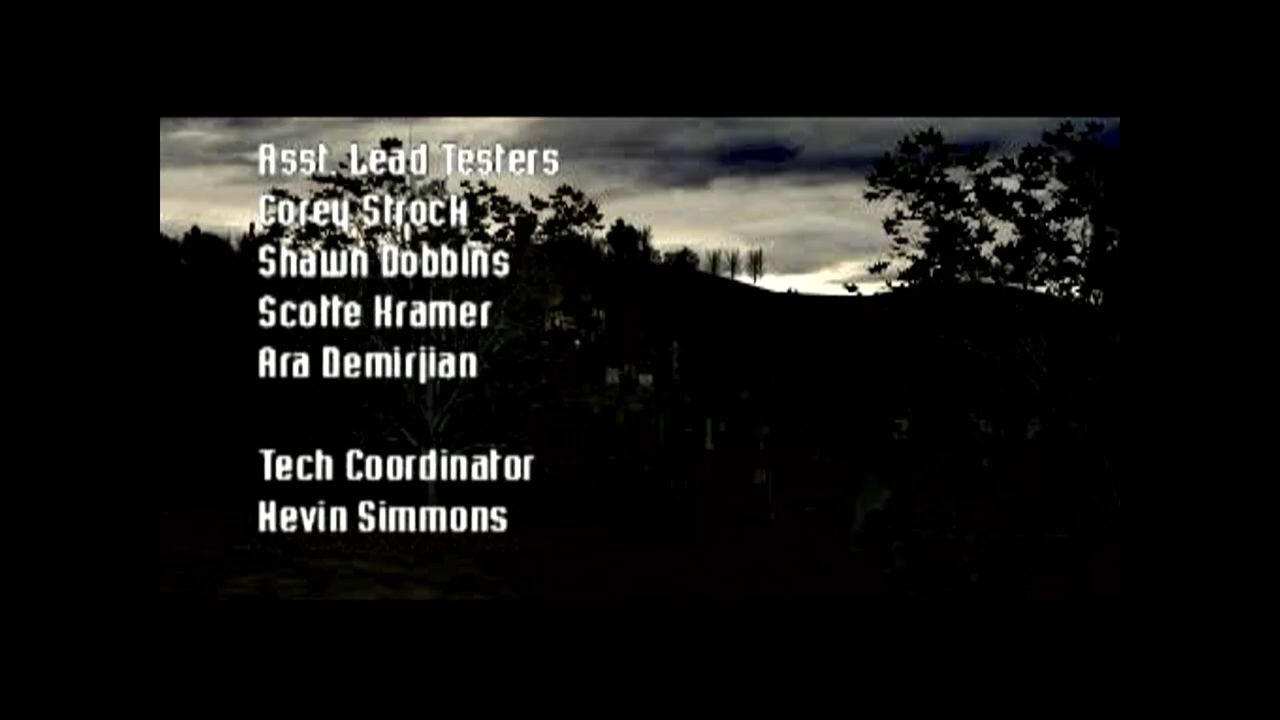 Asst. Lead Testers
Corey Strock
Shawn Dobbins
Scotte Kramer
Ara Demirjian
Tech Coordinator
Kevin Simmons